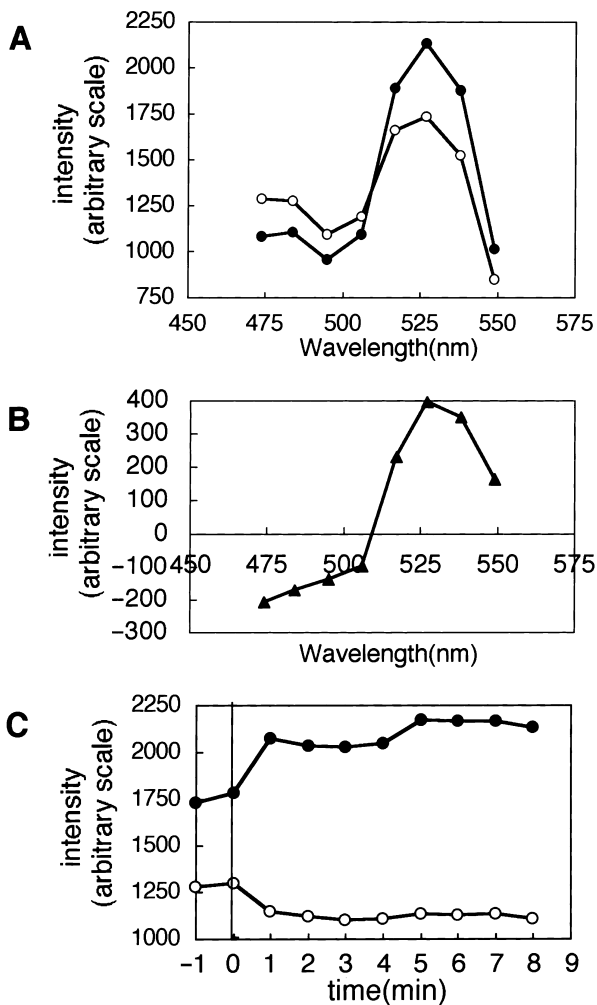 A
intensity
(arbitrary scale)
2250
2000
1750
1500
1250
1000
750
450 475 500 525 550 575
Wavelength(nm)
B
intensity
(arbitrary scale)
400
300
200
100
0
−100
450 475 500 525 550 575
−200
−300
Wavelength(nm)
C
intensity
(arbitrary scale)
2250
2000
1750
1500
1250
1000
−1 0 1 2 3 4 5 6 7 8 9
time(min)